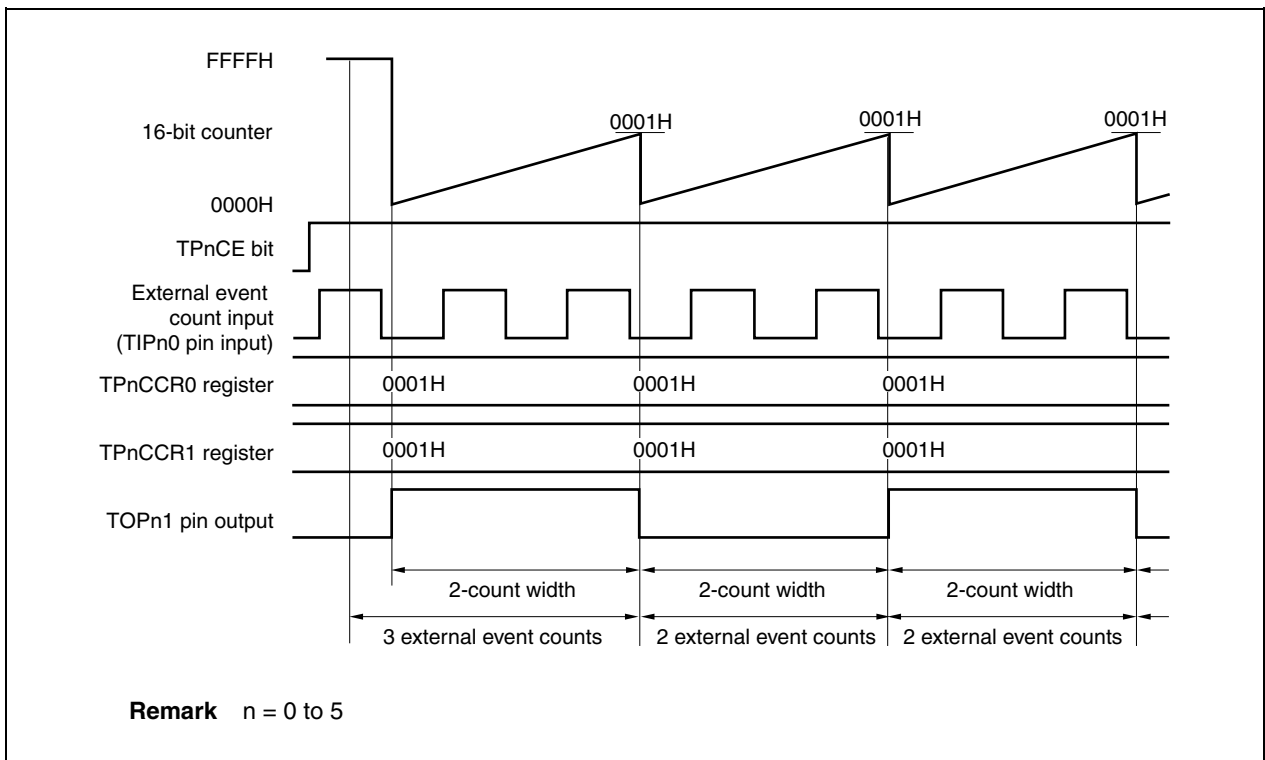 FFFFH
16-bit counter
0001H 0001H 0001H
0000H
TPnCE bit
External event
count input
(TIPn0 pin input)
TPnCCR0 register 0001H 0001H 0001H
TPnCCR1 register 0001H 0001H 0001H
TOPn1 pin output
2-count width 2-count width 2-count width
3 external event counts 2 external event counts 2 external event counts
Remark n = 0 to 5